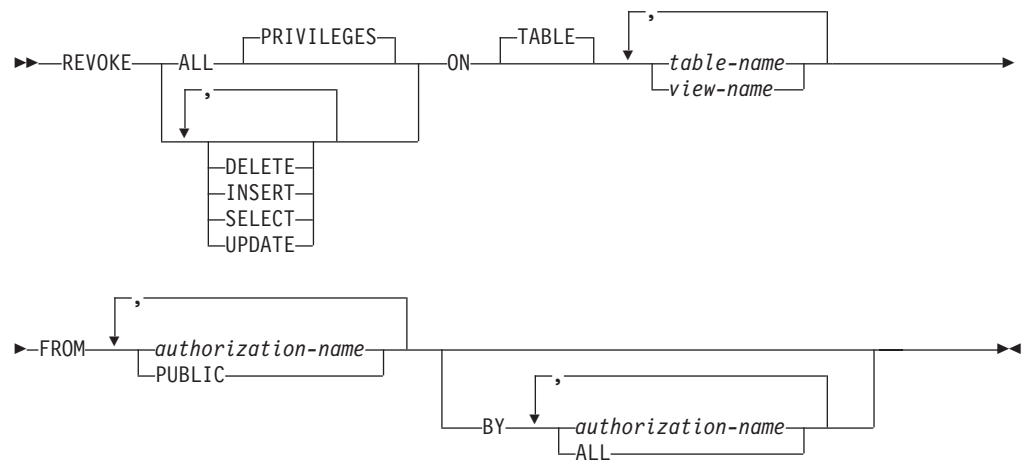 PRIVILEGES TABLE ,
REVOKE ALL ON table-name
, view-name
DELETE
INSERT
SELECT
UPDATE
,
FROM authorization-name
PUBLIC ,
BY authorization-name
ALL